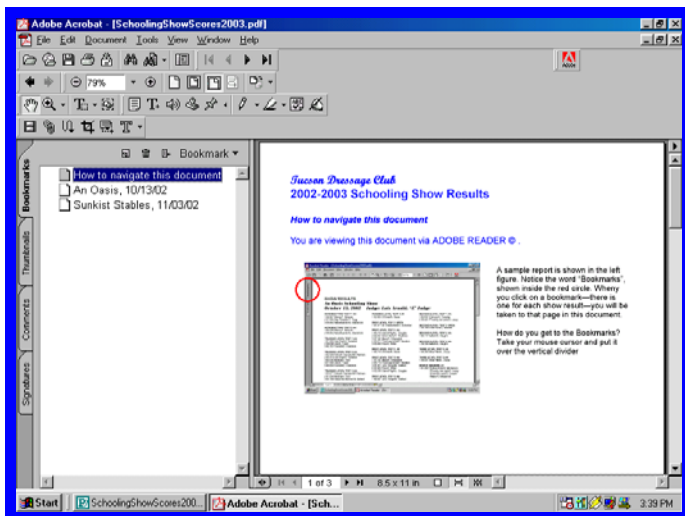 Adobe Acrobat - [SchoolingShowScores2003.pdf]
File Edit Document Tools View Window Help
79%
Adobe
Bookmark
Bookmarks
Thumbnails
Comments
Signatures
How to navigate this document
An Oasis, 10/13/02
Sunkist Stables, 11/03/02
Tucson Dressage Club
2002-2003 Schooling Show Results
How to navigate this document
You are viewing this document via ADOBE READER © .
A sample report is shown in the left
figure. Notice the word "Bookmarks",
shown inside the red circle. Wheny
you click on a bookmark—there is
one for each show result—you will be
taken to that page in this document.
How do you get to the Bookmarks?
Take your mouse cursor and put it
over the vertical divider
1 of 3
8.5 x 11 in
Start
SchoolingShowScores200...
Adobe Acrobat - [Sch...
3:39 PM